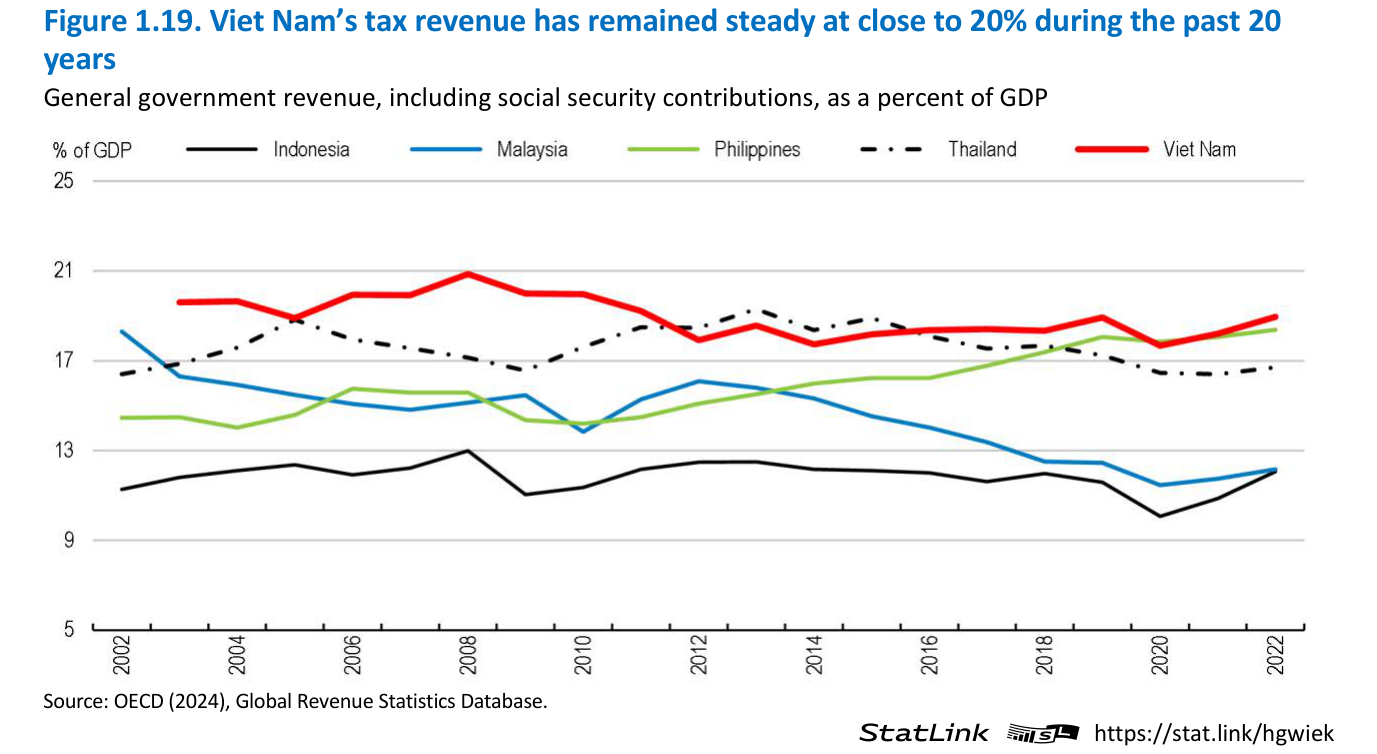 Figure 1.19. Viet Nam’s tax revenue has remained steady at close to 20% during the past 20
years
General government revenue, including social security contributions, as a percent of GDP
% of GDP Indonesia Malaysia Philippines Thailand Viet Nam
25
21
17
13
9
5
2002 2004 2006 2008 2010 2012 2014 2016 2018 2020 2022
Source: OECD (2024), Global Revenue Statistics Database.
StatLink https://stat.link/hgwiek